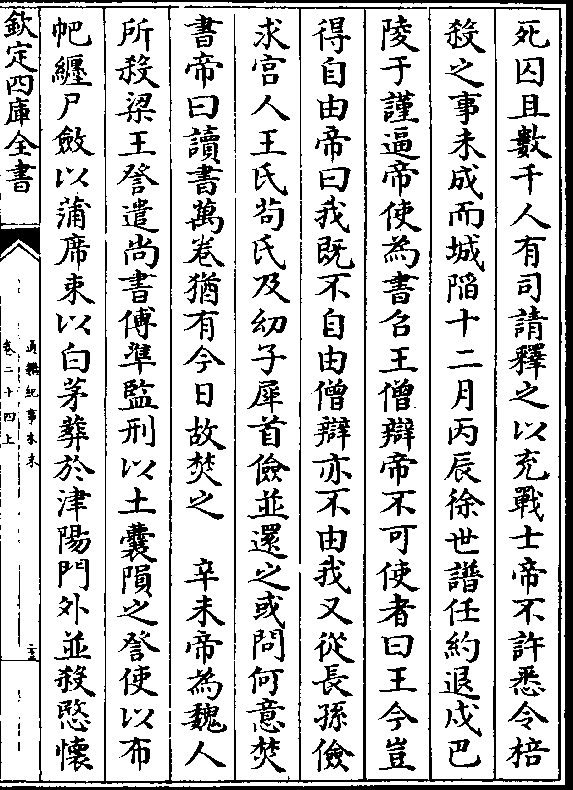 死囚且數千人有司請釋之以充戰士帝不許悉令棓
殺之事未成而城陷十二月丙辰徐世譜任約退戍巴
陵于謹逼帝使為書召王僧辯帝不可使者曰王今豈
得自由帝曰我既不自由僧辯亦不由我又從長孫儉
求宫人王氏茍氏及幼子犀首儉並還之或問何意焚
書帝曰讀書萬卷猶有今日故焚之　辛未帝為魏人
所殺梁王詧遣尚書傅準監刑以土囊隕之詧使以布
帊纏尸斂以蒲席束以白茅葬於津陽門外並殺愍懷
欽定四庫全書
通鑑紀事本末
卷二十四上